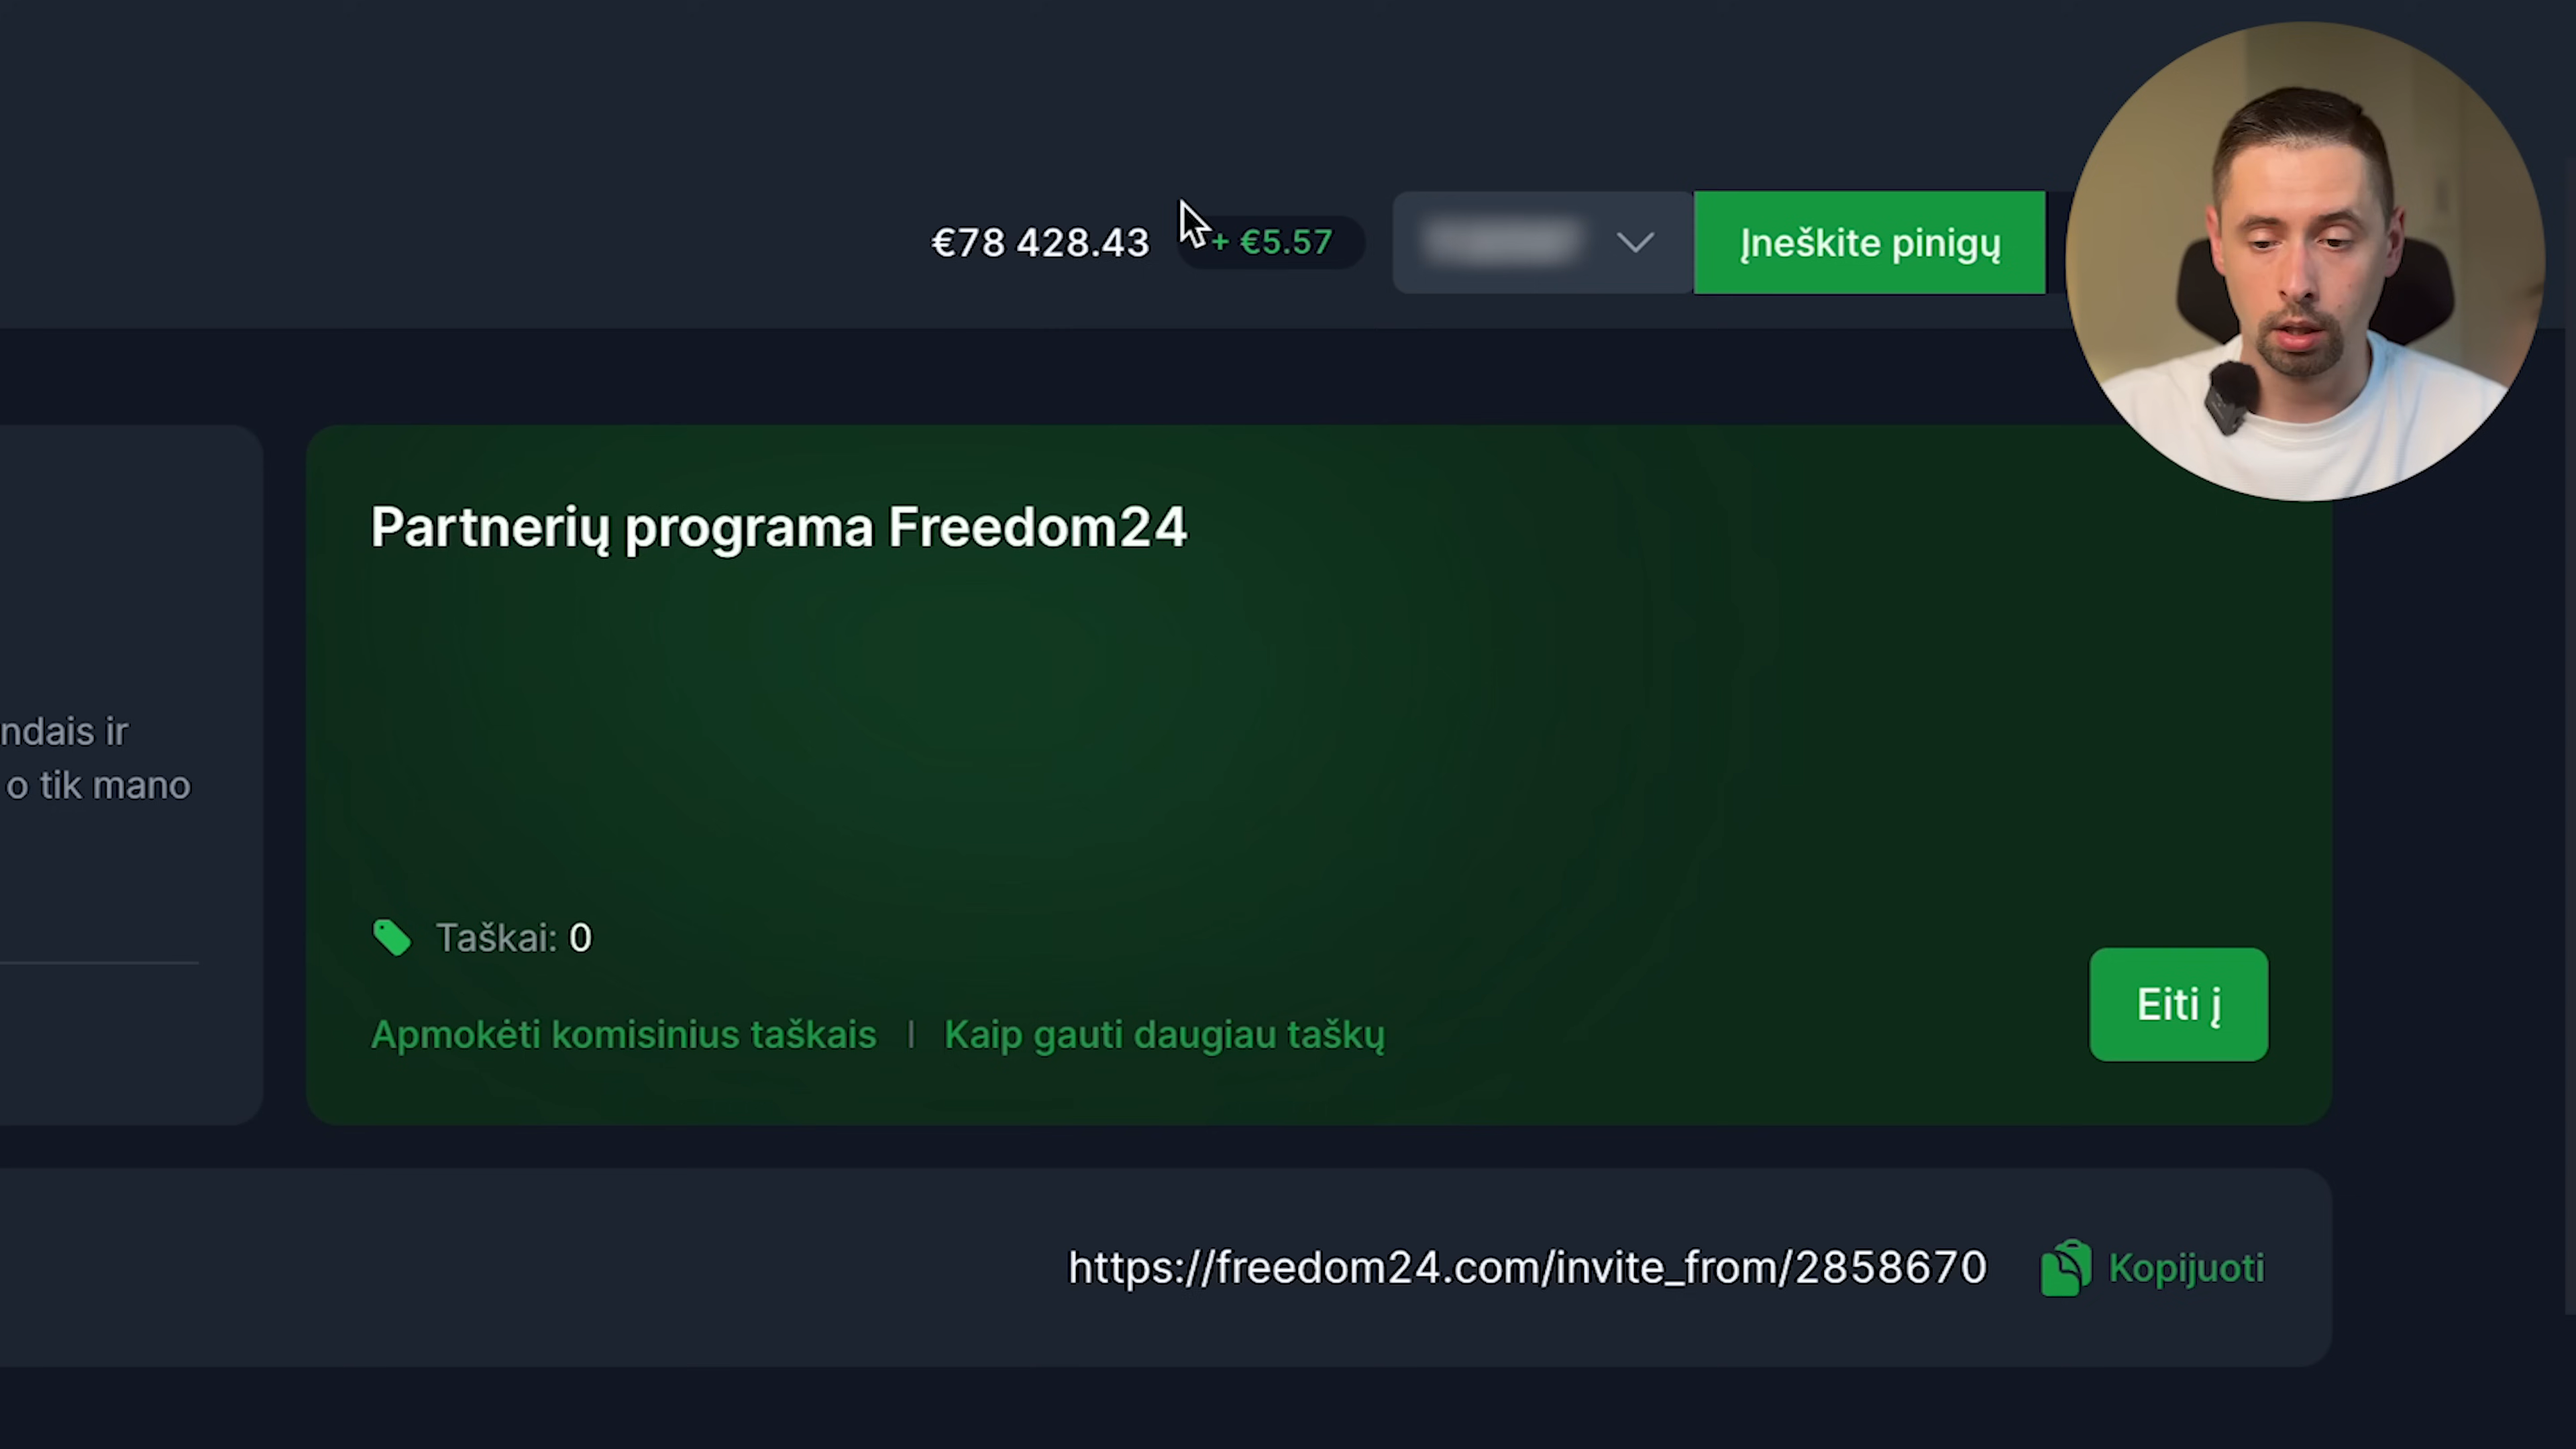 €78 428.43 + €5.57 Įneškite pinigų
Partnerių programa Freedom24
ndais ir
o tik mano
Taškai: 0
Apmokėti komisinius taškais | Kaip gauti daugiau taškų
Eiti į
https://freedom24.com/invite_from/2858670 Kopijuoti